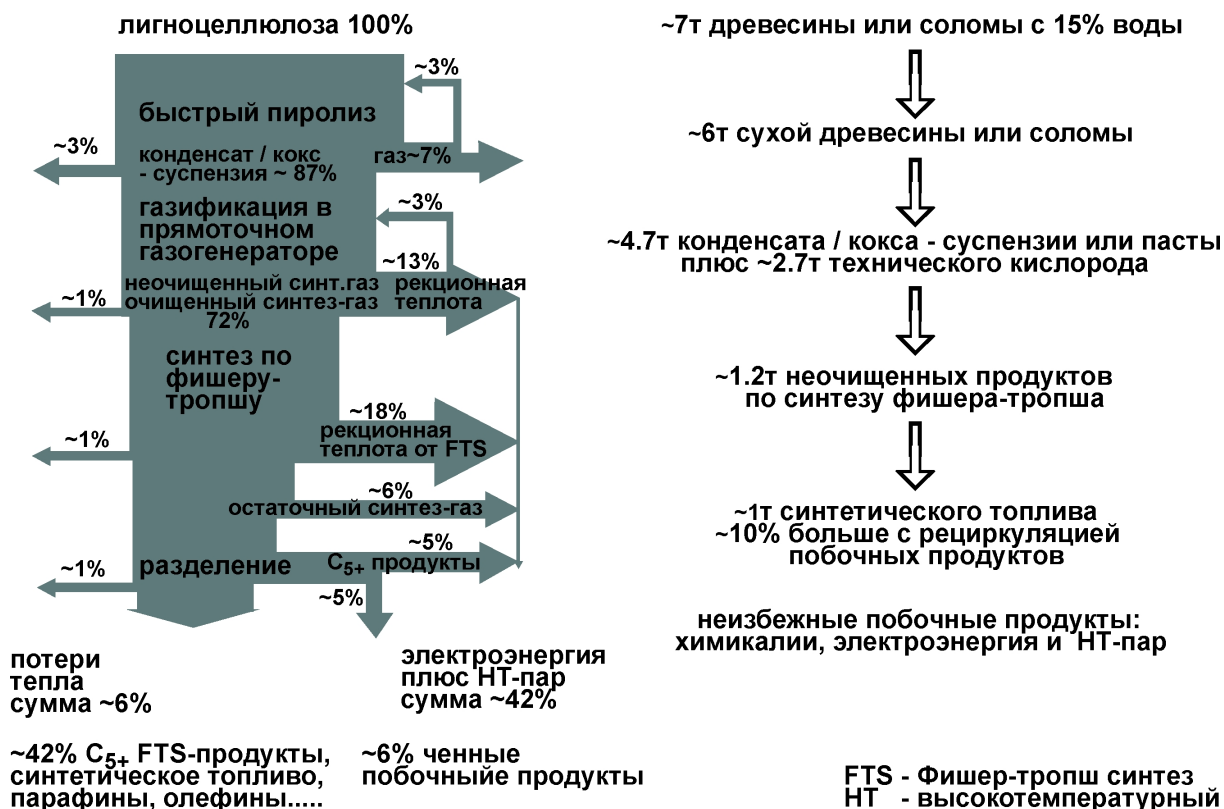 лигноцеллюлоза 100%
~3%
быстрый пиролиз
~3%
конденсат / кокс
- суспензия ~ 87%
газ~7%
~3%
газификация в
прямоточном
газогенераторе
~13%
неочищенный синт.газ
очищенный синтез-газ
72%
рекционная
теплота
~1%
синтез по
фишеру-
тропшу
~18%
рекционная
теплота от FTS
~1%
~6%
остаточный синтез-газ
~5%
C5+ продукты
разделение
~1%
~5%
потери
тепла
сумма ~6%
электроэнергия
плюс НТ-пар
сумма ~42%
~42% C5+ FTS-продукты,
синтетическое топливо,
парафины, олефины.....
~6% ченные
побочныйе продукты
~7т древесины или соломы с 15% воды
~6т сухой древесины или соломы
~4.7т конденсата / кокса - суспензии или пасты
плюс ~2.7т технического кислорода
~1.2т неочищенных продуктов
по синтезу фишера-тропша
~1т синтетического топлива
~10% больше с рециркуляцией
побочных продуктов
неизбежные побочные продукты:
химикалии, электроэнергия и НТ-пар
FTS - Фишер-тропш синтез
НТ - высокотемпературный